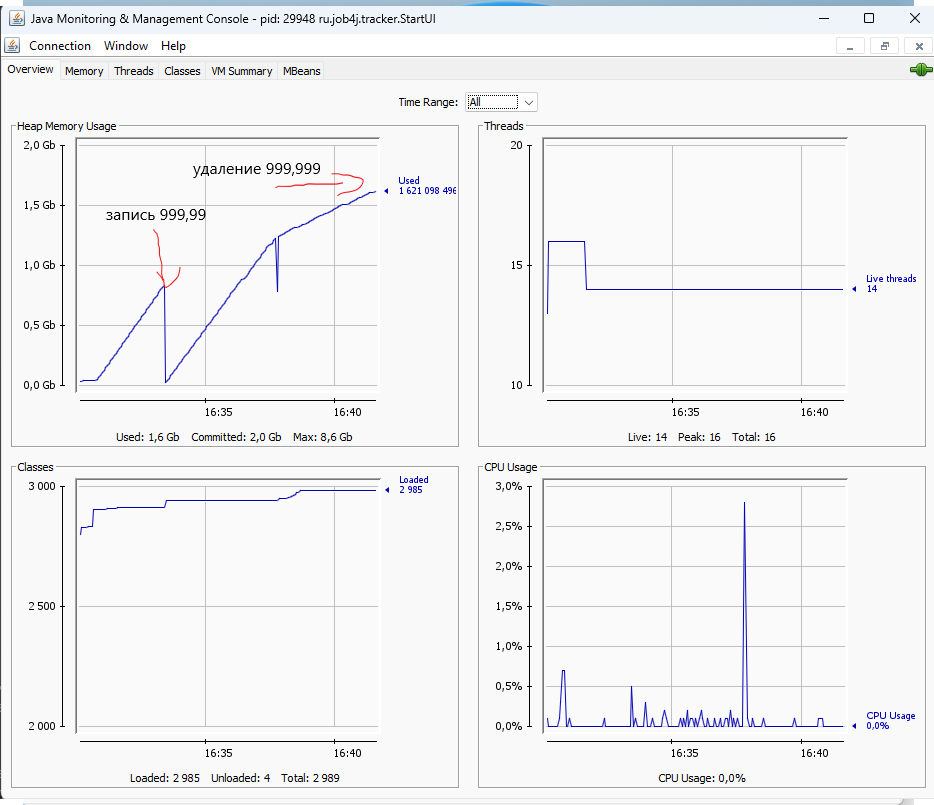 Java Monitoring & Management Console - pid: 29948 ru.job4j.tracker.StartUI
Connection Window Help
Overview Memory Threads Classes VM Summary MBeans
Time Range: All
Heap Memory Usage
2,0 Gb
1,5 Gb
1,0 Gb
0,5 Gb
0,0 Gb
удаление 999,999
запись 999,99
Used
1 621 098 496
16:35 16:40
Used: 1,6 Gb Committed: 2,0 Gb Max: 8,6 Gb
Threads
20
15
10
Live threads
14
16:35 16:40
Live: 14 Peak: 16 Total: 16
Classes
3 000
2 500
2 000
Loaded
2 985
16:35 16:40
Loaded: 2 985 Unloaded: 4 Total: 2 989
CPU Usage
3,0%
2,5%
2,0%
1,5%
1,0%
0,5%
0,0%
CPU Usage
0,0%
16:35 16:40
CPU Usage: 0,0%